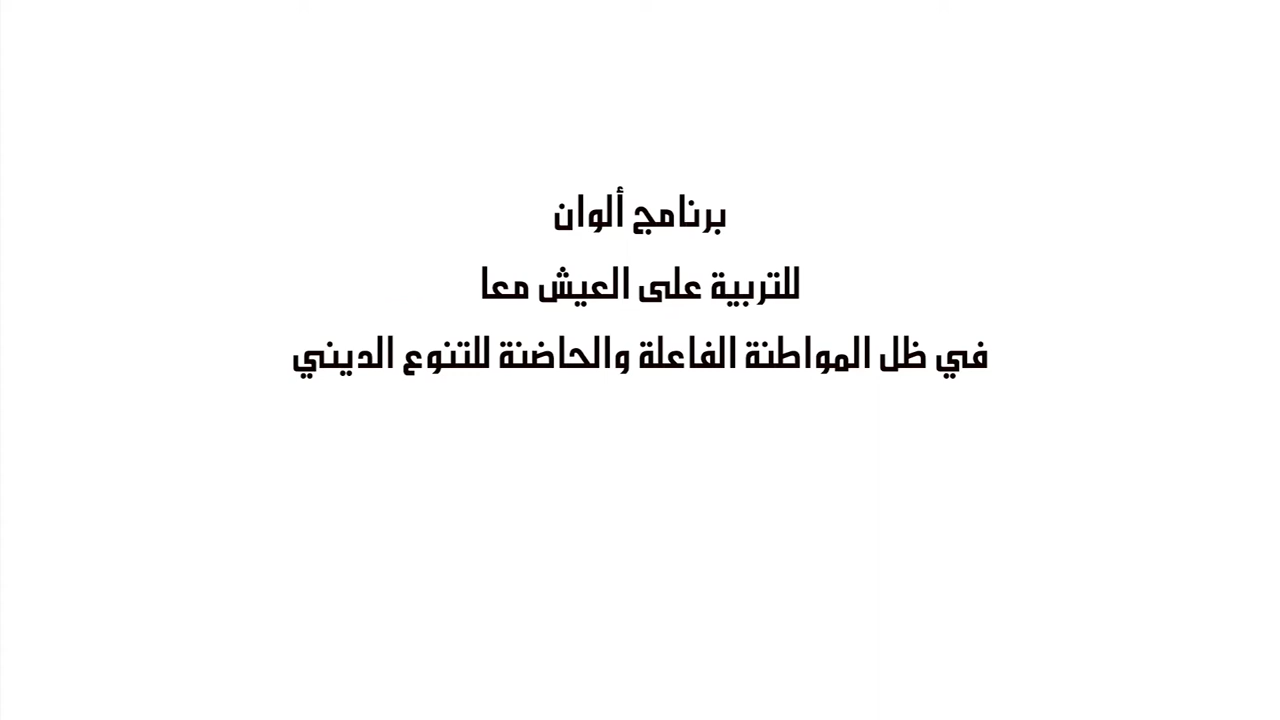 برنامج ألوان
للتربية على العيش معا
في ظل المواطنة الفاعلة والحاضنة للتنوع الديني